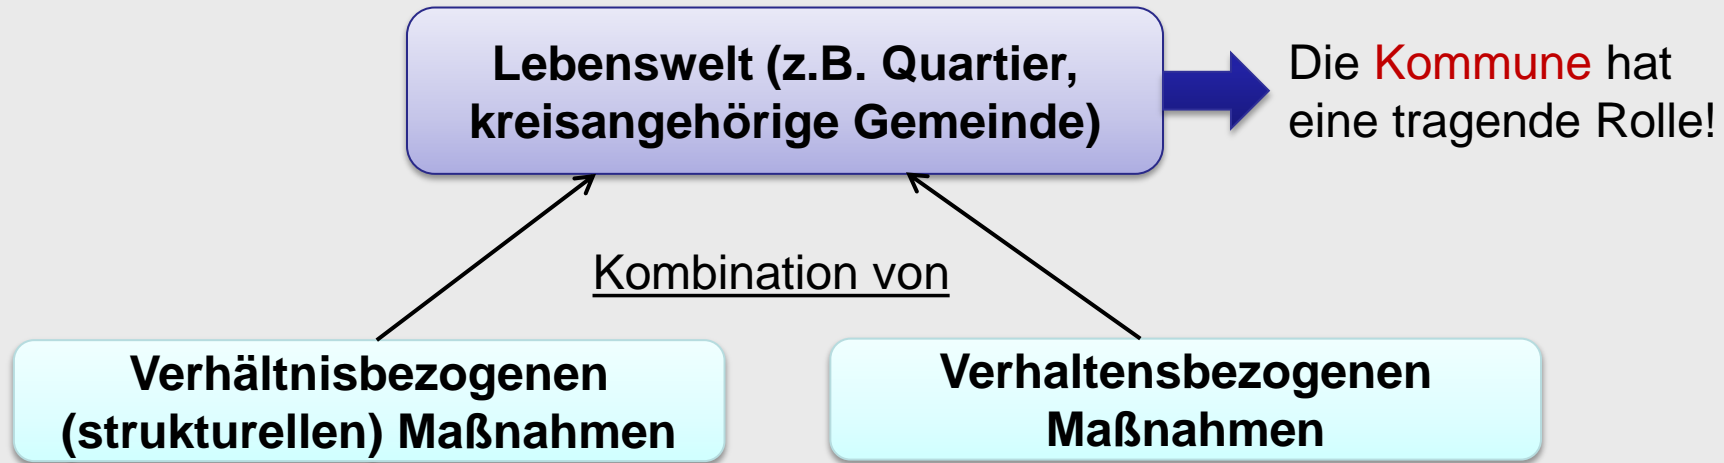 Lebenswelt (z.B. Quartier,
kreisangehörige Gemeinde)
Die Kommune hat
eine tragende Rolle!
Kombination von
Verhältnisbezogenen
(strukturellen) Maßnahmen
Verhaltensbezogenen
Maßnahmen